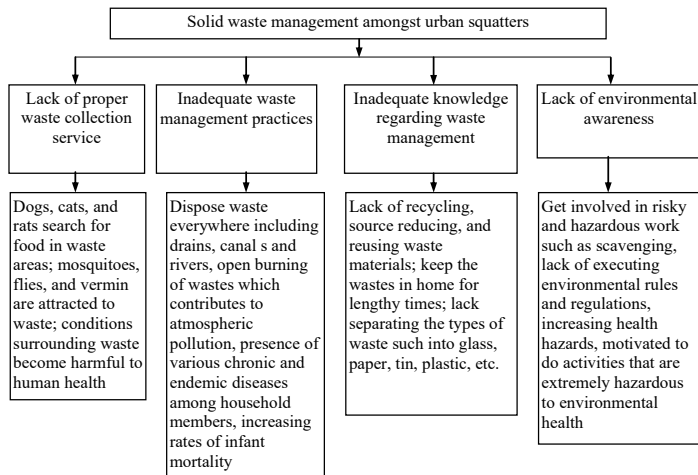 Solid waste management amongst urban squatters
Lack of proper
waste collection
service
Inadequate waste
management practices
Inadequate knowledge
regarding waste
management
Lack of environmental
awareness
Dogs, cats, and
rats search for
food in waste
areas; mosquitoes,
flies, and vermin
are attracted to
waste; conditions
surrounding waste
become harmful to
human health
Dispose waste
everywhere including
drains, canal s and
rivers, open burning
of wastes which
contributes to
atmospheric
pollution, presence of
various chronic and
endemic diseases
among household
members, increasing
rates of infant
mortality
Lack of recycling,
source reducing, and
reusing waste
materials; keep the
wastes in home for
lengthy times; lack
separating the types of
waste such into glass,
paper, tin, plastic, etc.
Get involved in risky
and hazardous work
such as scavenging,
lack of executing
environmental rules
and regulations,
increasing health
hazards, motivated to
do activities that are
extremely hazardous
to environmental
health